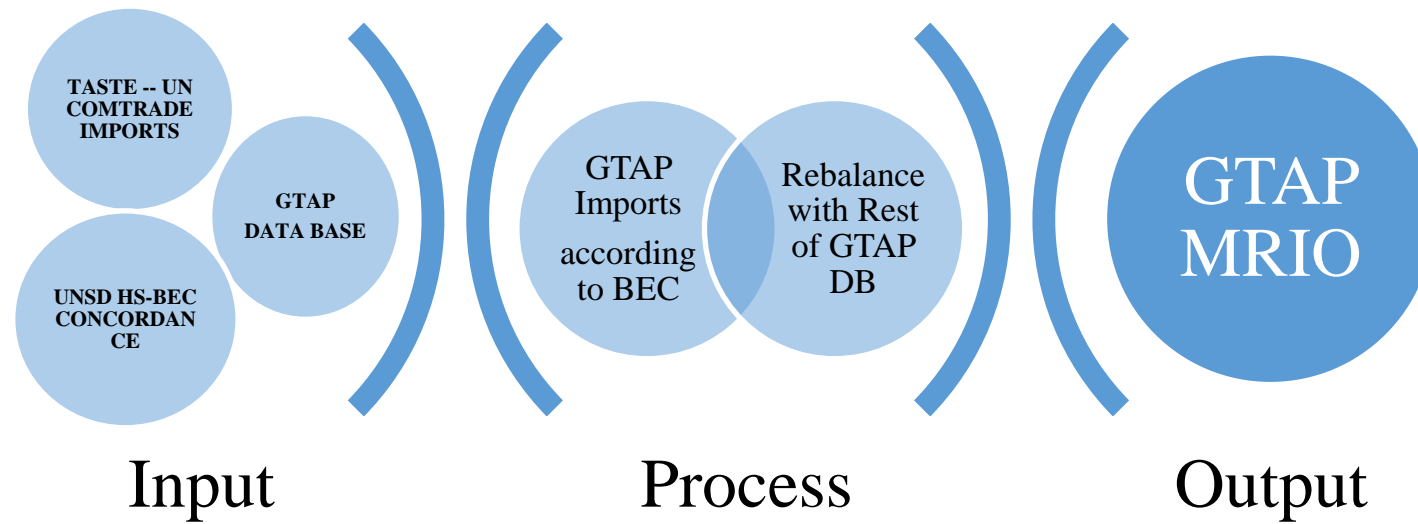 TASTE -- UN
COMTRADE
IMPORTS
GTAP
DATA BASE
UNSD HS-BEC
CONCORDAN
CE
Input
GTAP
Imports
according
to BEC
Rebalance
with Rest
of GTAP
DB
Process
GTAP
MRIO
Output